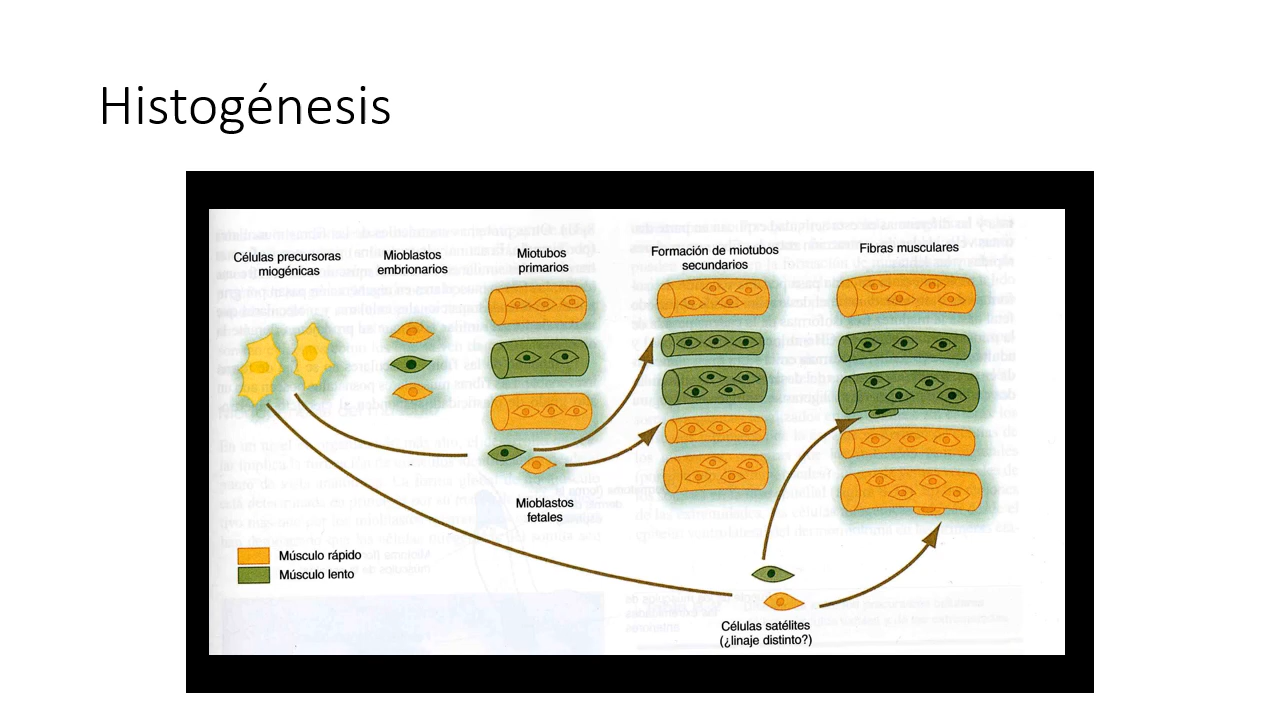 Histogénesis
Células precursoras
miogénicas
Mioblastos
embrionarios
Miotubos
primarios
Formación de miotubos
secundarios
Fibras musculares
Mioblastos
fetales
Músculo rápido
Músculo lento
Células satélites
(¿linaje distinto?)